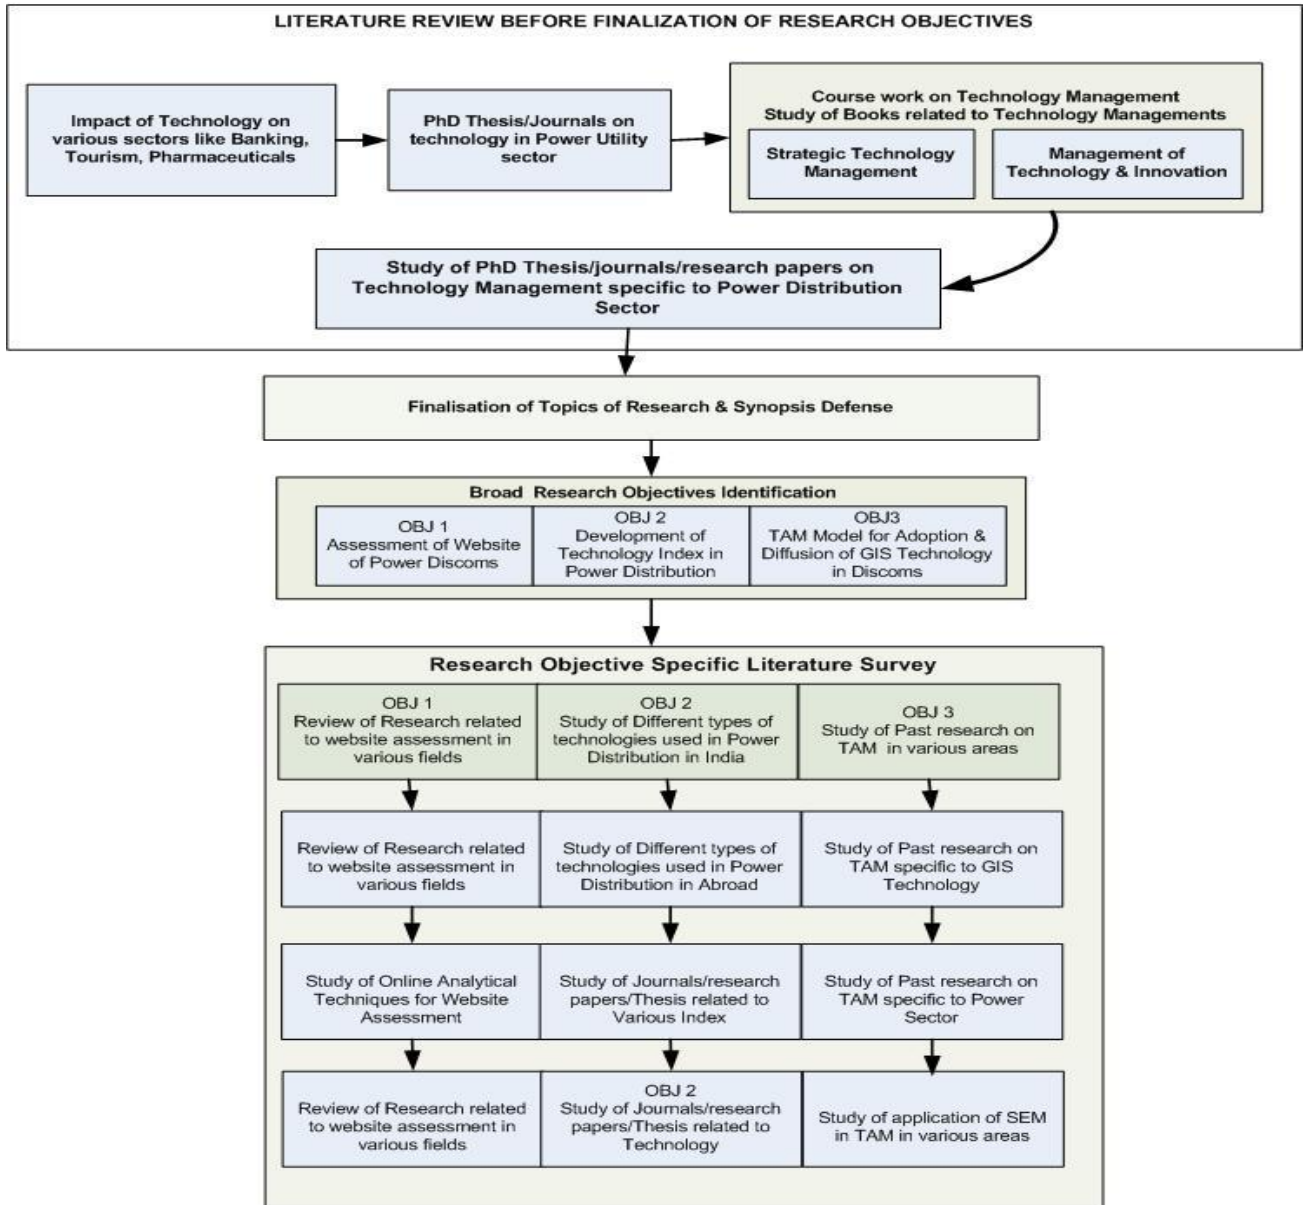 LITERATURE REVIEW BEFORE FINALIZATION OF RESEARCH OBJECTIVES
Impact of Technology on
various sectors like Banking,
Tourism, Pharmaceuticals
PhD Thesis/Journals on
technology in Power Utility
sector
Course work on Technology Management
Study of Books related to Technology Managements
Strategic Technology
Management
Management of
Technology & Innovation
Study of PhD Thesis/journals/research papers on
Technology Management specific to Power Distribution
Sector
Finalisation of Topics of Research & Synopsis Defense
Broad Research Objectives Identification
OBJ 1
Assessment of Website
of Power Discoms
OBJ 2
Development of
Technology Index in
Power Distribution
OBJ3
TAM Model for Adoption &
Diffusion of GIS Technology
in Discoms
Research Objective Specific Literature Survey
OBJ 1
Review of Research related
to website assessment in
various fields
OBJ 2
Study of Different types of
technologies used in Power
Distribution in India
OBJ 3
Study of Past research on
TAM in various areas
Review of Research related
to website assessment in
various fields
Study of Different types of
technologies used in Power
Distribution in Abroad
Study of Past research on
TAM specific to GIS
Technology
Study of Online Analytical
Techniques for Website
Assessment
Study of Journals/research
papers/Thesis related to
Various Index
Study of Past research on
TAM specific to Power
Sector
Review of Research related
to website assessment in
various fields
OBJ 2
Study of Journals/research
papers/Thesis related to
Technology
Study of application of SEM
in TAM in various areas